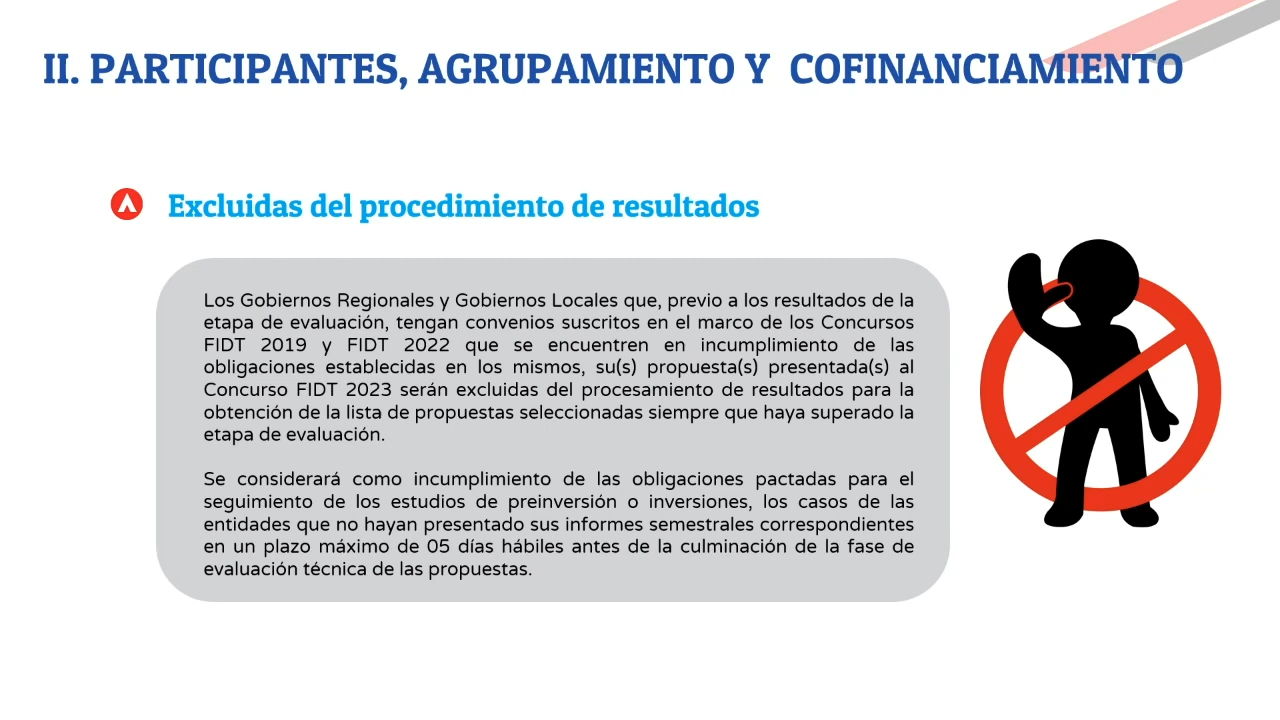 II. PARTICIPANTES, AGRUPAMIENTO Y COFINANCIAMIENTO
Excluidas del procedimiento de resultados
Los Gobiernos Regionales y Gobiernos Locales que, previo a los resultados de la
etapa de evaluación, tengan convenios suscritos en el marco de los Concursos
FIDT 2019 y FIDT 2022 que se encuentren en incumplimiento de las
obligaciones establecidas en los mismos, su(s) propuesta(s) presentada(s) al
Concurso FIDT 2023 serán excluidas del procesamiento de resultados para la
obtención de la lista de propuestas seleccionadas siempre que haya superado la
etapa de evaluación.
Se considerará como incumplimiento de las obligaciones pactadas para el
seguimiento de los estudios de preinversión o inversiones, los casos de las
entidades que no hayan presentado sus informes semestrales correspondientes
en un plazo máximo de 05 días hábiles antes de la culminación de la fase de
evaluación técnica de las propuestas.